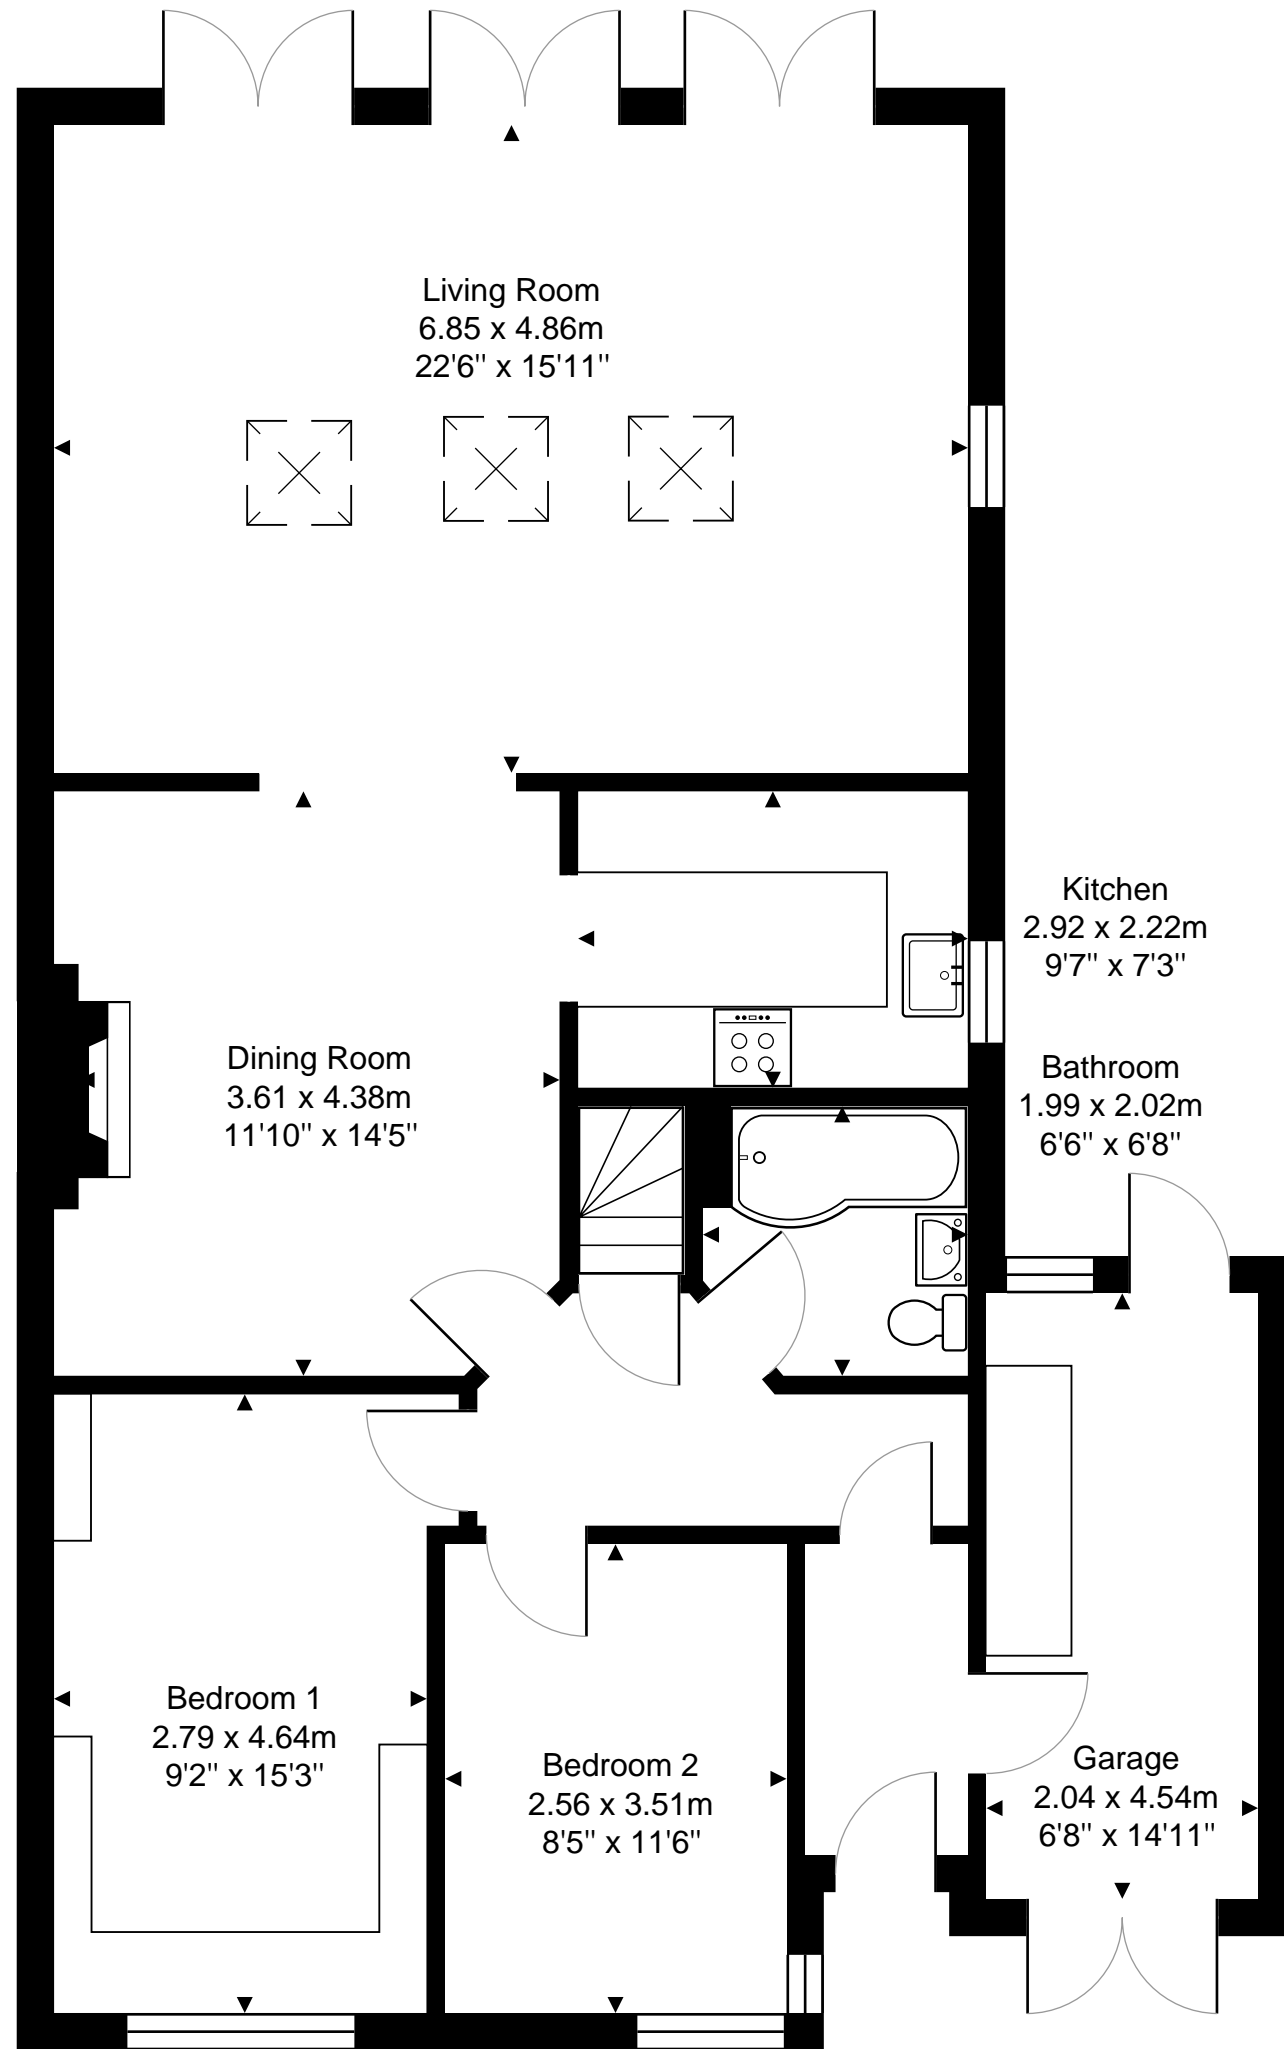 Living Room
6.85 x 4.86m
22'6" x 15'11"
Kitchen
2.92 x 2.22m
9'7" x 7'3"
Dining Room
3.61 x 4.38m
11'10" x 14'5"
Bathroom
1.99 x 2.02m
6'6" x 6'8"
Bedroom 1
2.79 x 4.64m
9'2" x 15'3"
Bedroom 2
2.56 x 3.51m
8'5" x 11'6"
Garage
2.04 x 4.54m
6'8" x 14'11"